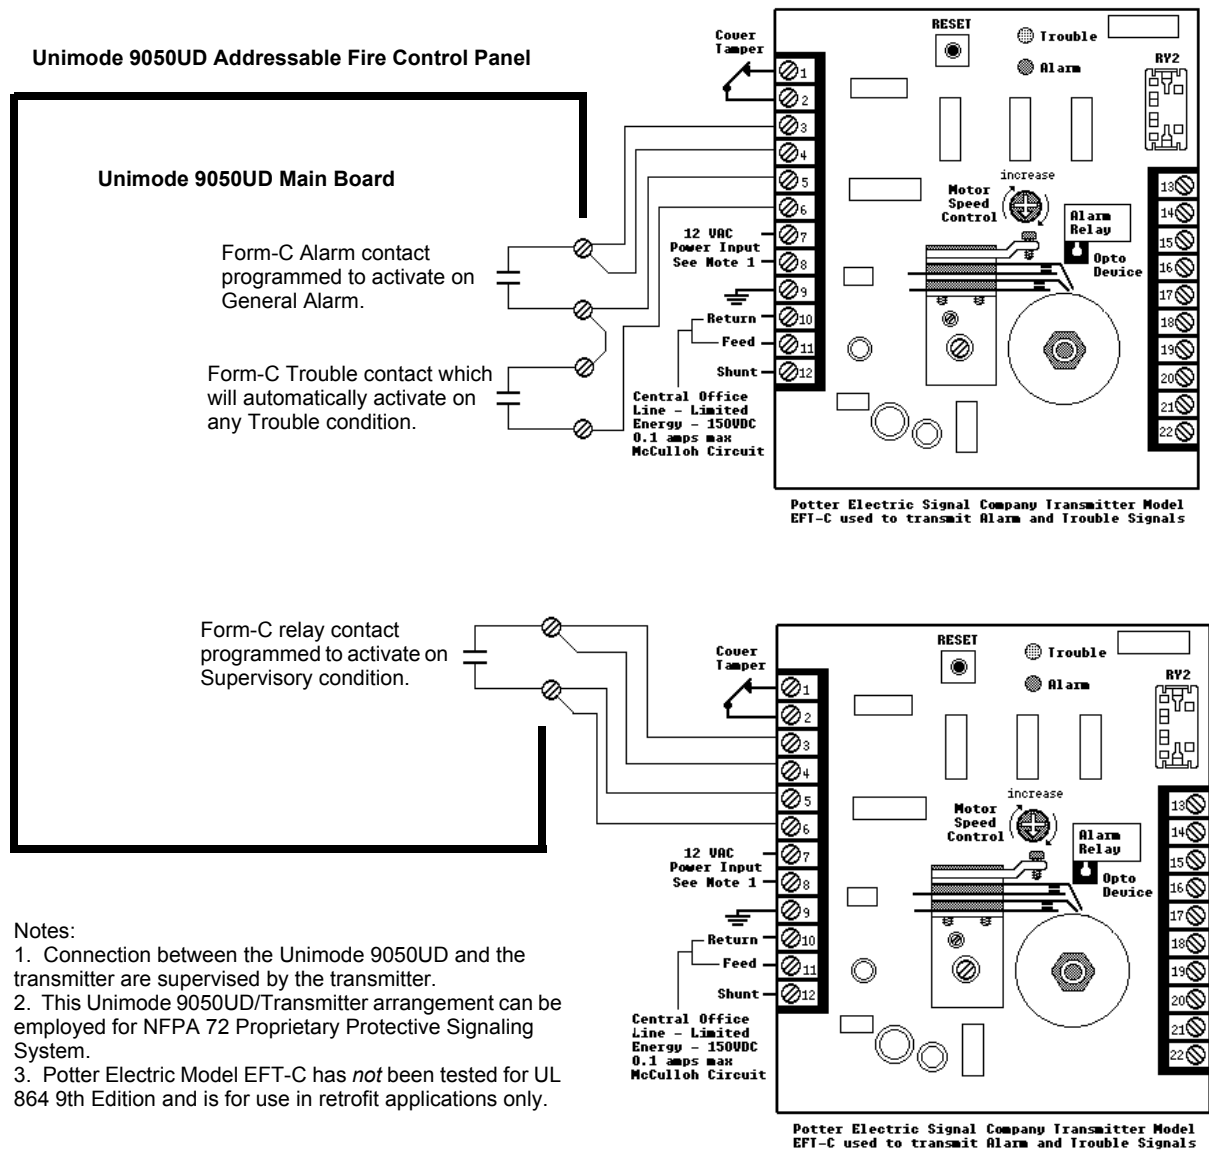 Unimode 9050UD Addressable Fire Control Panel
Unimode 9050UD Main Board
Form-C Alarm contact
programmed to activate on
General Alarm.
Form-C Trouble contact which
will automatically activate on
any Trouble condition.
Cover
Tamper
RESET
Trouble
Alarm
RY2
1
2
3
4
5
6
7
8
9
10
11
12
12 VAC
Power Input
See Note 1
Return
Feed
Shunt
Central Office
Line - Limited
Energy - 150VDC
0.1 amps max
McCulloh Circuit
increase
Motor
Speed
Control
Alarm
Relay
Opto
Device
13
14
15
16
17
18
19
20
21
22
Potter Electric Signal Company Transmitter Model
EFT-C used to transmit Alarm and Trouble Signals
Form-C relay contact
programmed to activate on
Supervisory condition.
Cover
Tamper
RESET
Trouble
Alarm
RY2
1
2
3
4
5
6
7
8
9
10
11
12
12 VAC
Power Input
See Note 1
Return
Feed
Shunt
Central Office
Line - Limited
Energy - 150VDC
0.1 amps max
McCulloh Circuit
increase
Motor
Speed
Control
Alarm
Relay
Opto
Device
13
14
15
16
17
18
19
20
21
22
Potter Electric Signal Company Transmitter Model
EFT-C used to transmit Alarm and Trouble Signals
Notes:
1. Connection between the Unimode 9050UD and the
transmitter are supervised by the transmitter.
2. This Unimode 9050UD/Transmitter arrangement can be
employed for NFPA 72 Proprietary Protective Signaling
System.
3. Potter Electric Model EFT-C has not been tested for UL
864 9th Edition and is for use in retrofit applications only.